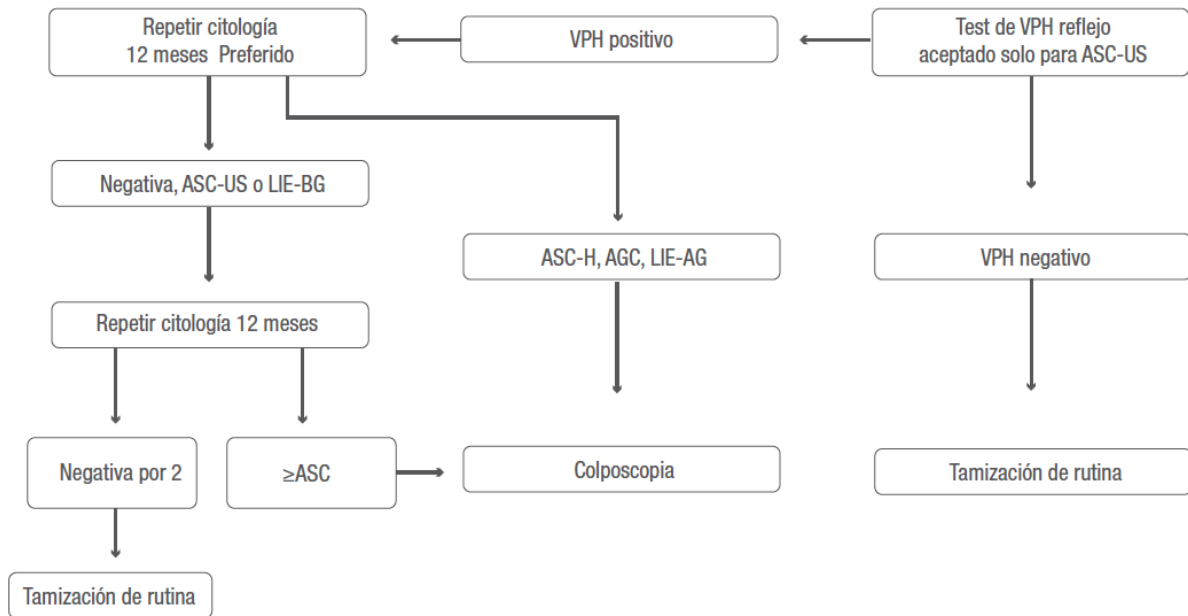 Repetir citología
12 meses Preferido
VPH positivo
Test de VPH reflejo
aceptado solo para ASC-US
Negativa, ASC-US o LIE-BG
ASC-H, AGC, LIE-AG
VPH negativo
Repetir citología 12 meses
Negativa por 2
≥ASC
Colposcopia
Tamización de rutina
Tamización de rutina